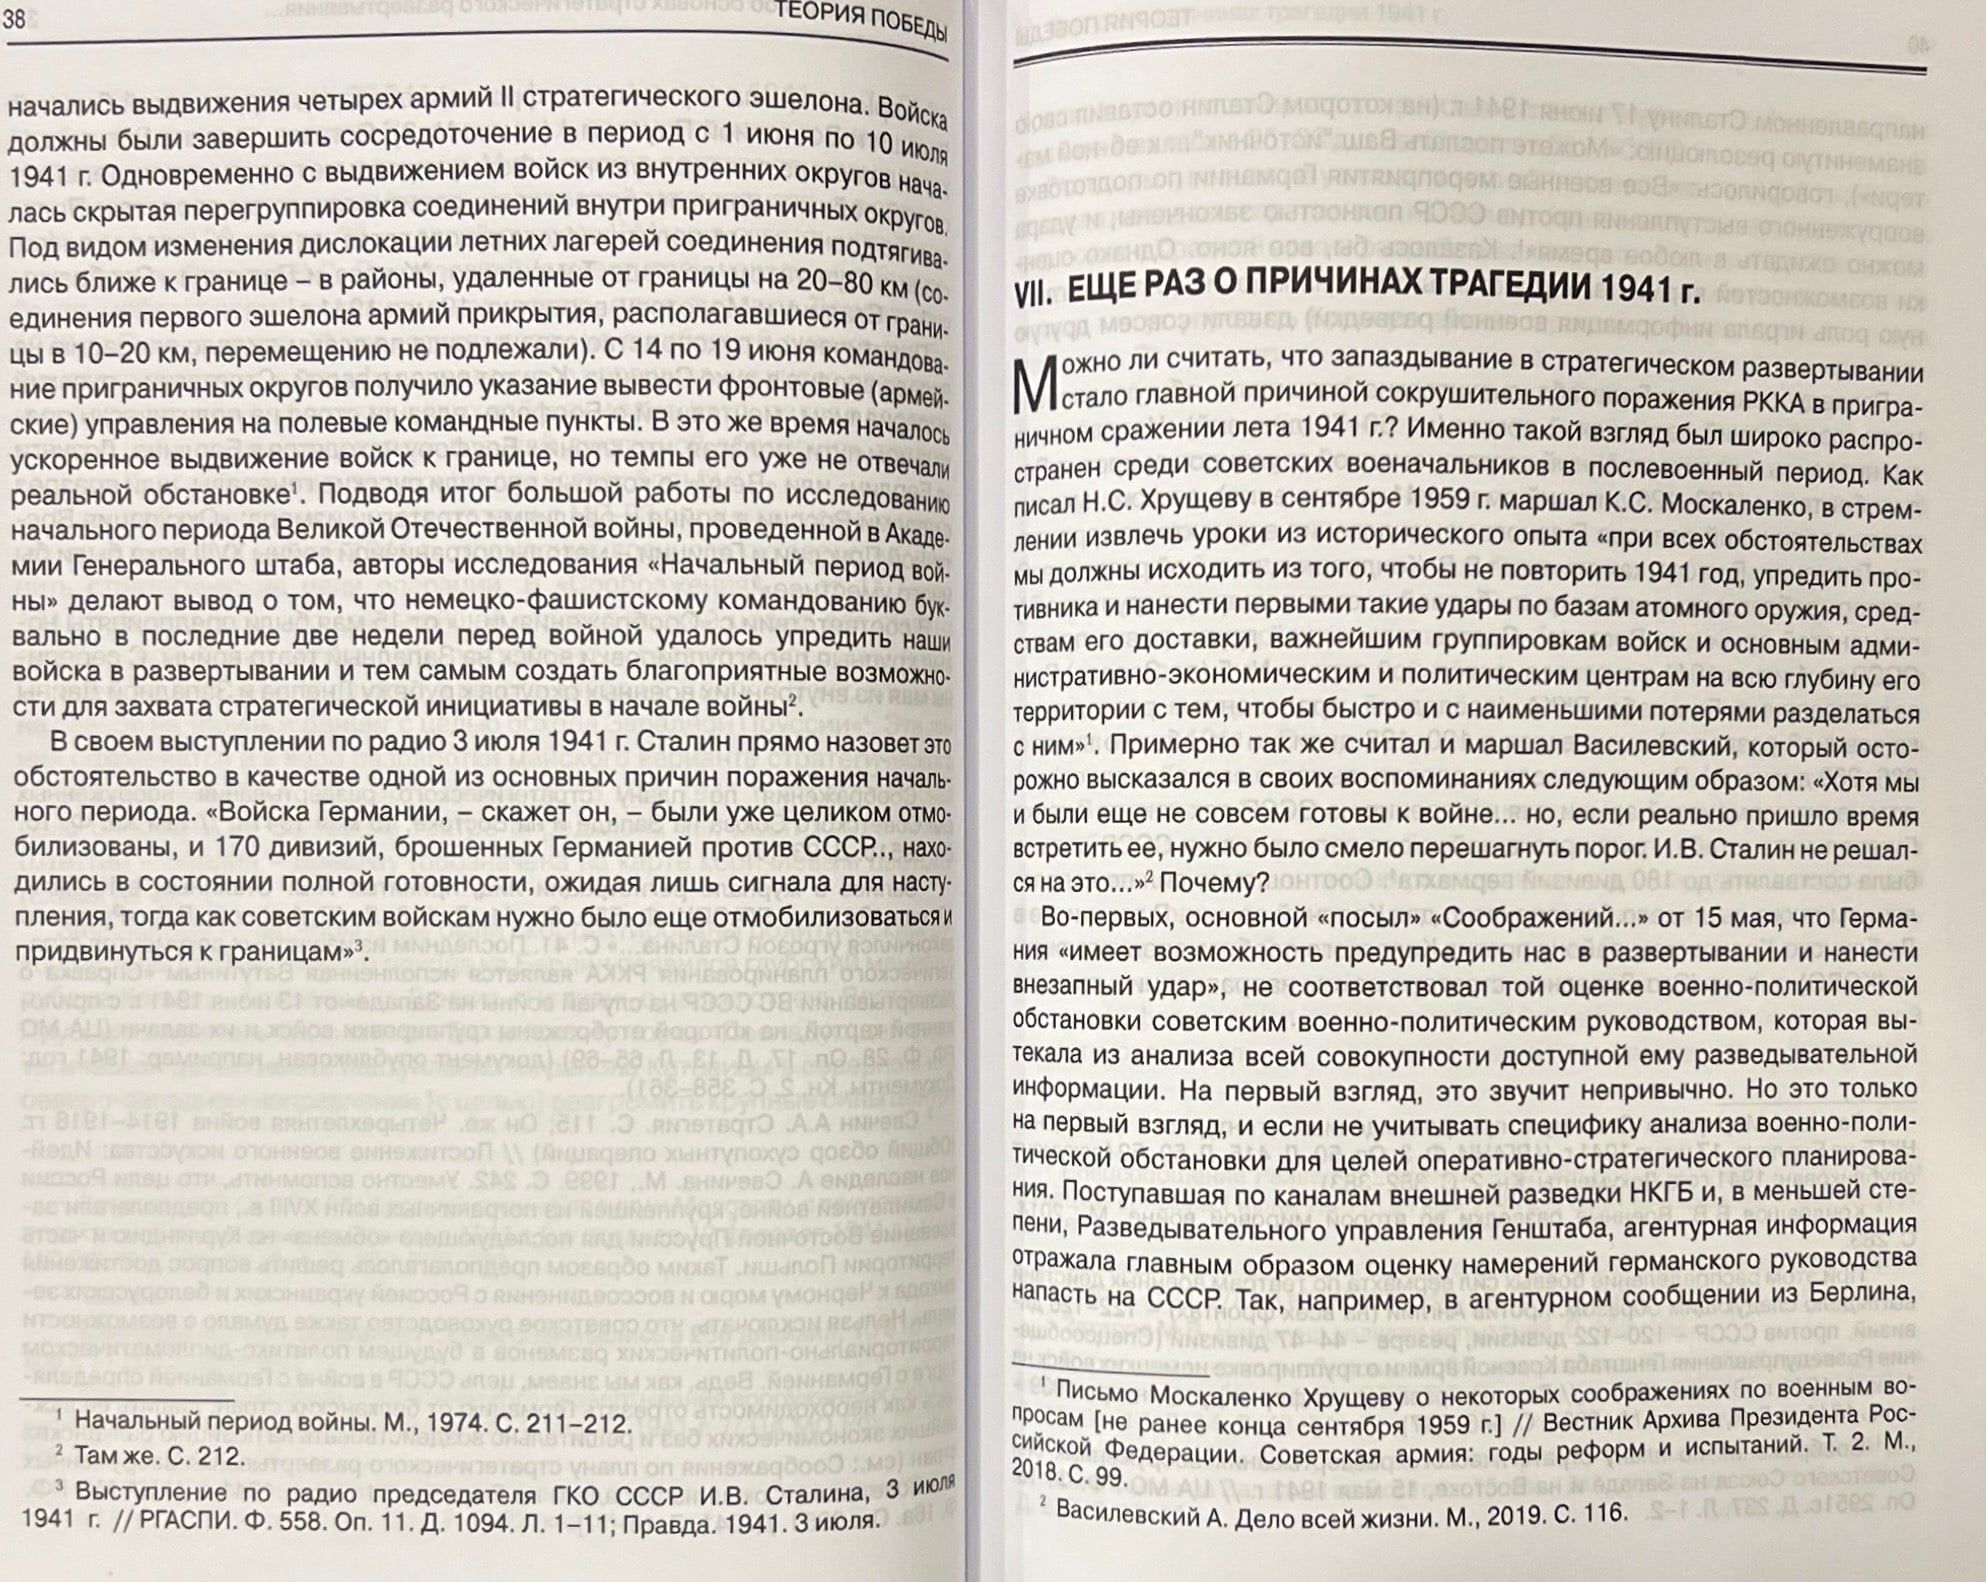 38
ТЕОРИЯ ПОБЕДЫ
начались выдвижения четырех армий II стратегического эшелона. Войска
должны были завершить сосредоточение в период с 1 июня по 10 июля
1941 г. Одновременно с выдвижением войск из внутренних округов нача-
лась скрытая перегруппировка соединений внутри приграничных округов.
Под видом изменения дислокации летних лагерей соединения подтягива-
лись ближе к границе – в районы, удаленные от границы на 20–80 км (со-
единения первого эшелона армий прикрытия, располагавшиеся от грани-
цы в 10–20 км, перемещению не подлежали). С 14 по 19 июня командова-
ние приграничных округов получило указание вывести фронтовые (армей-
ские) управления на полевые командные пункты. В это же время началось
ускоренное выдвижение войск к границе, но темпы его уже не отвечали
реальной обстановке¹. Подводя итог большой работы по исследованию
начального периода Великой Отечественной войны, проведенной в Акаде-
мии Генерального штаба, авторы исследования «Начальный период вой-
ны» делают вывод о том, что немецко-фашистскому командованию бук-
вально в последние две недели перед войной удалось упредить наши
войска в развертывании и тем самым создать благоприятные возможно-
сти для захвата стратегической инициативы в начале войны².
В своем выступлении по радио 3 июля 1941 г. Сталин прямо назовет это
обстоятельство в качестве одной из основных причин поражения началь-
ного периода. «Войска Германии, – скажет он, – были уже целиком отмо-
билизованы, и 170 дивизий, брошенных Германией против СССР.., нахо-
дились в состоянии полной готовности, ожидая лишь сигнала для насту-
пления, тогда как советским войскам нужно было еще отмобилизоваться и
придвинуться к границам»³.
¹ Начальный период войны. М., 1974. С. 211–212.
² Там же. С. 212.
³ Выступление по радио председателя ГКО СССР И.В. Сталина, 3 июля
1941 г. // РГАСПИ. Ф. 558. Оп. 11. Д. 1094. Л. 1–11; Правда. 1941. 3 июля.
VII. ЕЩЕ РАЗ О ПРИЧИНАХ ТРАГЕДИИ 1941 г.
Можно ли считать, что запаздывание в стратегическом развертывании
стало главной причиной сокрушительного поражения РККА в пригра-
ничном сражении лета 1941 г.? Именно такой взгляд был широко распро-
странен среди советских военачальников в послевоенный период. Как
писал Н.С. Хрущеву в сентябре 1959 г. маршал К.С. Москаленко, в стрем-
лении извлечь уроки из исторического опыта «при всех обстоятельствах
мы должны исходить из того, чтобы не повторить 1941 год, упредить про-
тивника и нанести первыми такие удары по базам атомного оружия, сред-
ствам его доставки, важнейшим группировкам войск и основным адми-
нистративно-экономическим и политическим центрам на всю глубину его
территории с тем, чтобы быстро и с наименьшими потерями разделаться
с ним»¹. Примерно так же считал и маршал Василевский, который осто-
рожно высказался в своих воспоминаниях следующим образом: «Хотя мы
и были еще не совсем готовы к войне... но, если реально пришло время
встретить ее, нужно было смело перешагнуть порог. И.В. Сталин не решал-
ся на это...»² Почему?
Во-первых, основной «посыл» «Соображений...» от 15 мая, что Герма-
ния «имеет возможность предупредить нас в развертывании и нанести
внезапный удар», не соответствовал той оценке военно-политической
обстановки советским военно-политическим руководством, которая вы-
текала из анализа всей совокупности доступной ему разведывательной
информации. На первый взгляд, это звучит непривычно. Но это только
на первый взгляд, и если не учитывать специфику анализа военно-поли-
тической обстановки для целей оперативно-стратегического планирова-
ния. Поступавшая по каналам внешней разведки НКГБ и, в меньшей сте-
пени, Разведывательного управления Генштаба, агентурная информация
отражала главным образом оценку намерений германского руководства
напасть на СССР. Так, например, в агентурном сообщении из Берлина,
¹ Письмо Москаленко Хрущеву о некоторых соображениях по военным во-
просам [не ранее конца сентября 1959 г.] // Вестник Архива Президента Рос-
сийской Федерации. Советская армия: годы реформ и испытаний. Т. 2. М.,
2018. С. 99.
² Василевский А. Дело всей жизни. М., 2019. С. 116.